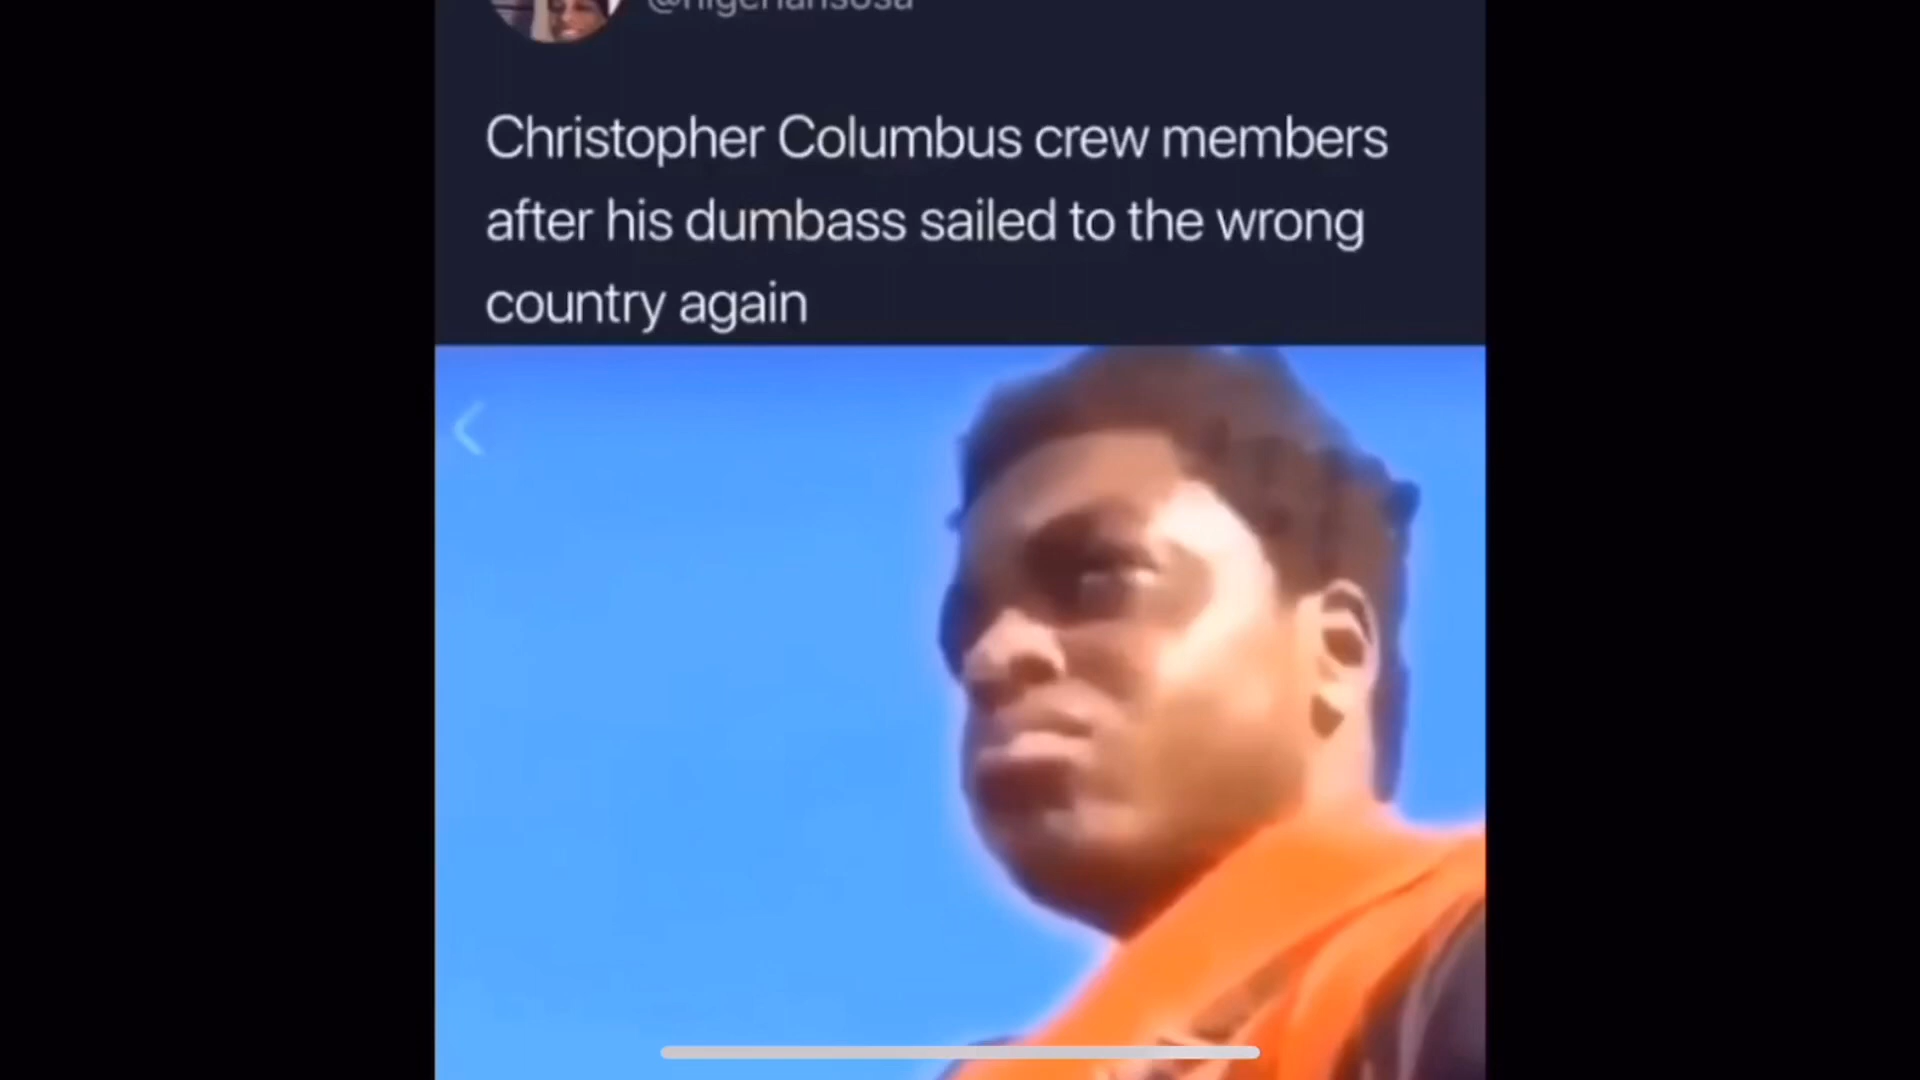 Christopher Columbus crew members
after his dumbass sailed to the wrong
country again